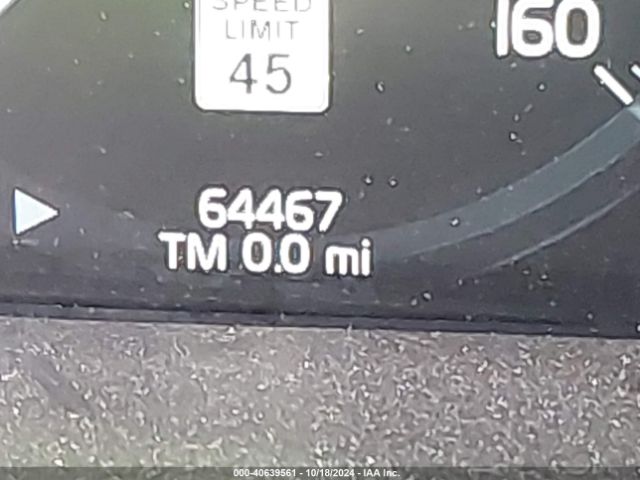 SPEED
LIMIT
45
160
64467
TM 0.0 mi
000-40639561 - 10/18/2024 - IAA Inc.